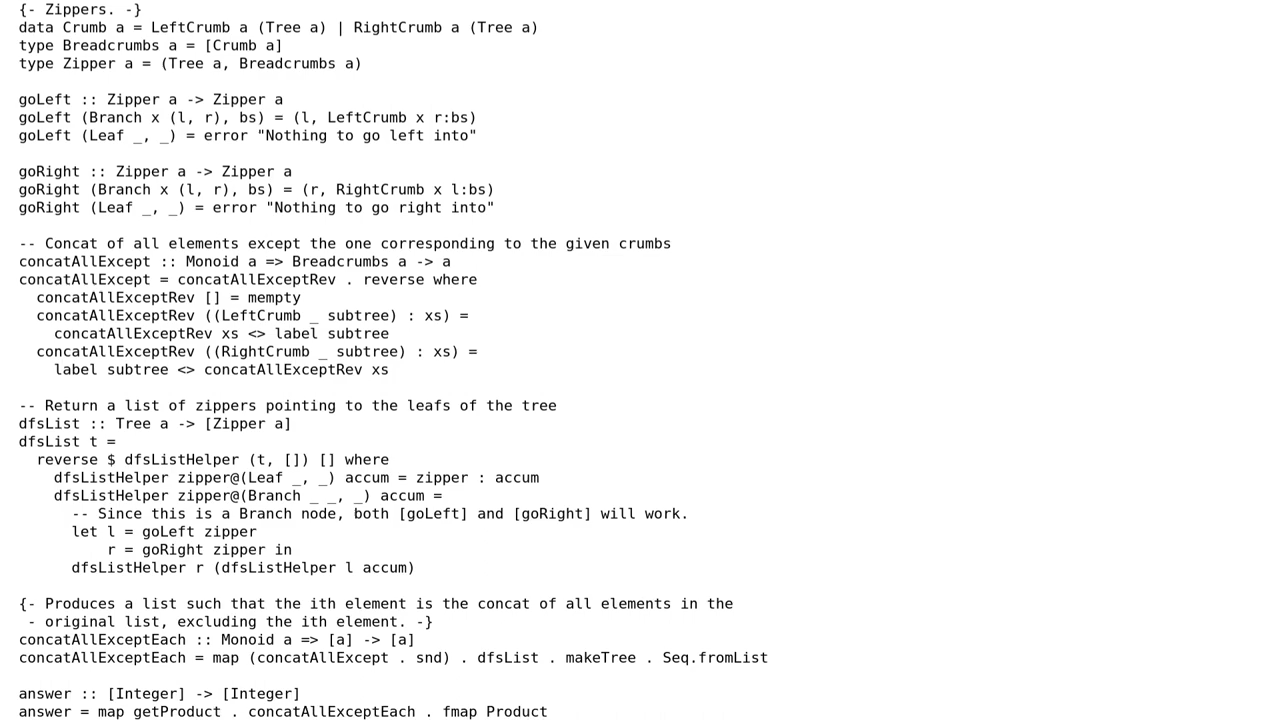 {- Zippers. -}
data Crumb a = LeftCrumb a (Tree a) | RightCrumb a (Tree a)
type Breadcrumbs a = [Crumb a]
type Zipper a = (Tree a, Breadcrumbs a)

goLeft :: Zipper a -> Zipper a
goLeft (Branch x (l, r), bs) = (l, LeftCrumb x r:bs)
goLeft (Leaf _, _) = error "Nothing to go left into"

goRight :: Zipper a -> Zipper a
goRight (Branch x (l, r), bs) = (r, RightCrumb x l:bs)
goRight (Leaf _, _) = error "Nothing to go right into"

-- Concat of all elements except the one corresponding to the given crumbs
concatAllExcept :: Monoid a => Breadcrumbs a -> a
concatAllExcept = concatAllExceptRev . reverse where
  concatAllExceptRev [] = mempty
  concatAllExceptRev ((LeftCrumb _ subtree) : xs) =
    concatAllExceptRev xs <> label subtree
  concatAllExceptRev ((RightCrumb _ subtree) : xs) =
    label subtree <> concatAllExceptRev xs

-- Return a list of zippers pointing to the leafs of the tree
dfsList :: Tree a -> [Zipper a]
dfsList t =
  reverse $ dfsListHelper (t, []) [] where
    dfsListHelper zipper@(Leaf _, _) accum = zipper : accum
    dfsListHelper zipper@(Branch _ _, _) accum =
      -- Since this is a Branch node, both [goLeft] and [goRight] will work.
      let l = goLeft zipper
          r = goRight zipper in
      dfsListHelper r (dfsListHelper l accum)

{- Produces a list such that the ith element is the concat of all elements in the
 - original list, excluding the ith element. -}
concatAllExceptEach :: Monoid a => [a] -> [a]
concatAllExceptEach = map (concatAllExcept . snd) . dfsList . makeTree . Seq.fromList

answer :: [Integer] -> [Integer]
answer = map getProduct . concatAllExceptEach . fmap Product